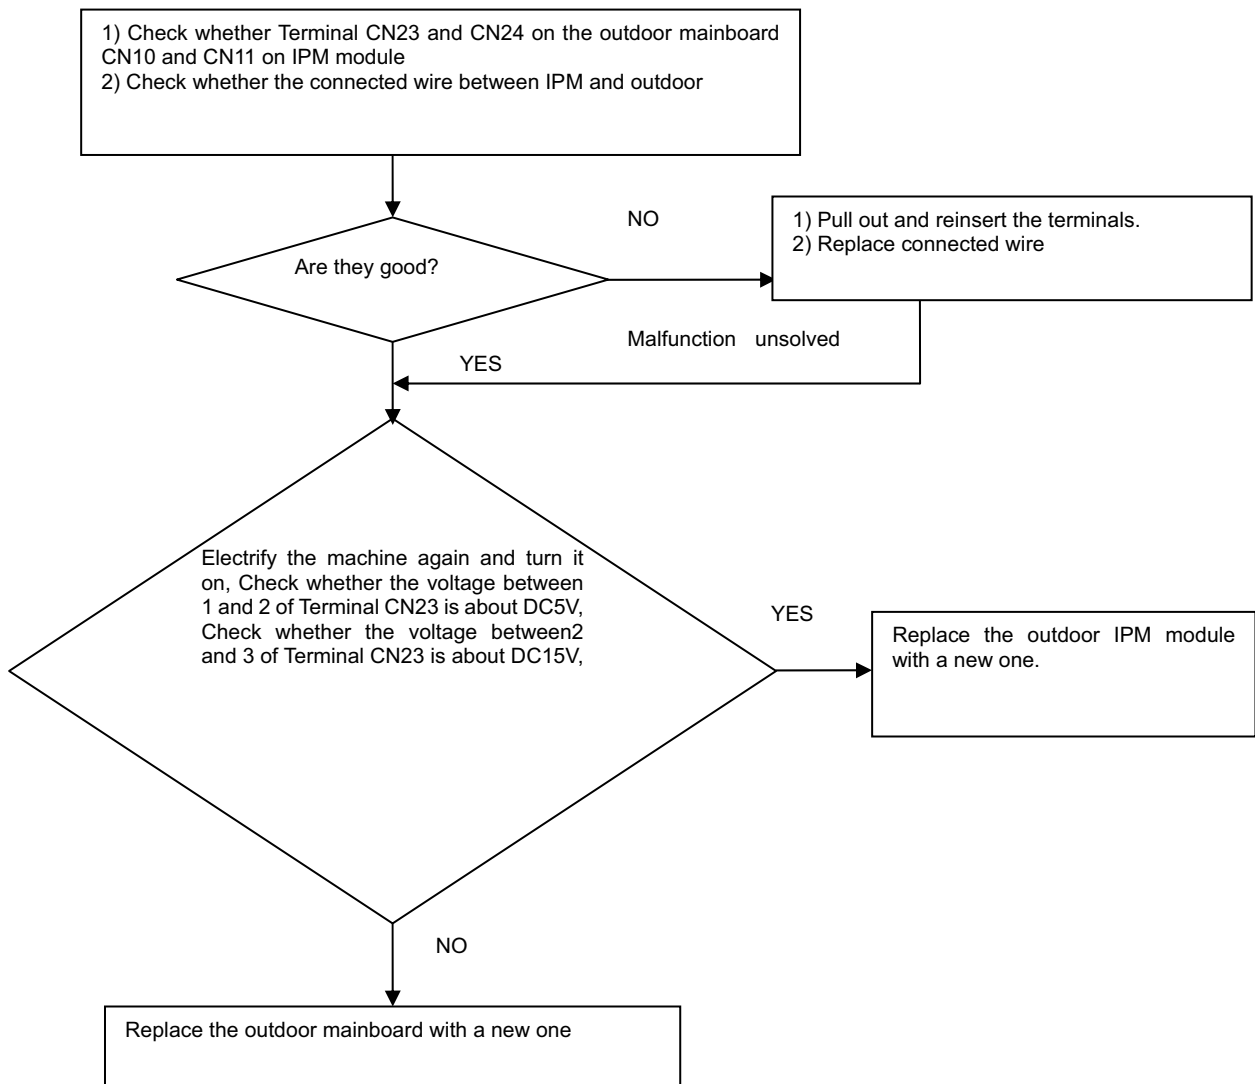 1) Check whether Terminal CN23 and CN24 on the outdoor mainboard
CN10 and CN11 on IPM module
2) Check whether the connected wire between IPM and outdoor
NO
1) Pull out and reinsert the terminals.
2) Replace connected wire
Are they good?
Malfunction unsolved
YES
Electrify the machine again and turn it
on, Check whether the voltage between
1 and 2 of Terminal CN23 is about DC5V,
Check whether the voltage between2
and 3 of Terminal CN23 is about DC15V,
YES
Replace the outdoor IPM module
with a new one.
NO
Replace the outdoor mainboard with a new one